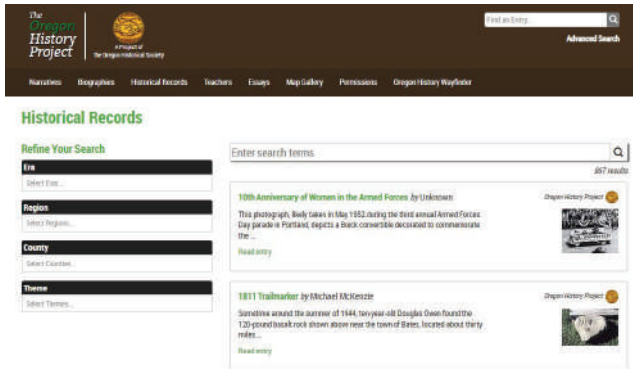 The
Oregon
History
Project
A Project of
the Oregon Historical Society
Find an Entry...
Advanced Search
Narratives Biographies Historical Records Teachers Essays Map Gallery Permissions Oregon History Wayfinder
Historical Records
Refine Your Search
Era
Select Eras...
Region
Select Regions...
County
Select Counties...
Theme
Select Themes...
Enter search terms
867 results
10th Anniversary of Women in the Armed Forces by Unknown
Oregon History Project
This photograph, likely taken in May 1952 during the third annual Armed Forces
Day parade in Portland, depicts a Buick convertible decorated to commemorate
the ...
Read entry
1811 Trailmarker by Michael McKenzie
Oregon History Project
Sometime around the summer of 1944, ten-year-old Douglas Owen found the
120-pound basalt rock shown above near the town of Bates, located about thirty
miles...
Read entry